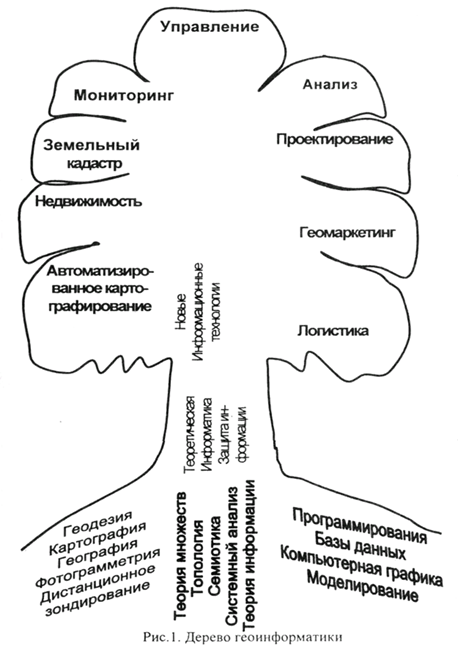 Управление
Мониторинг
Анализ
Земельный
кадастр
Проектирование
Недвижимость
Геомаркетинг
Автоматизиро-
ванное карто-
графирование
Логистика
Новые
Информационные
технологии
Теоретическая
Информатика
Защита ин-
формации
Геодезия
Картография
География
Фотограмметрия
Дистанционное
зондирование
Теория множеств
Топология
Семиотика
Системный анализ
Теория информации
Программирования
Базы данных
Компьютерная графика
Моделирование
Рис.1. Дерево геоинформатики